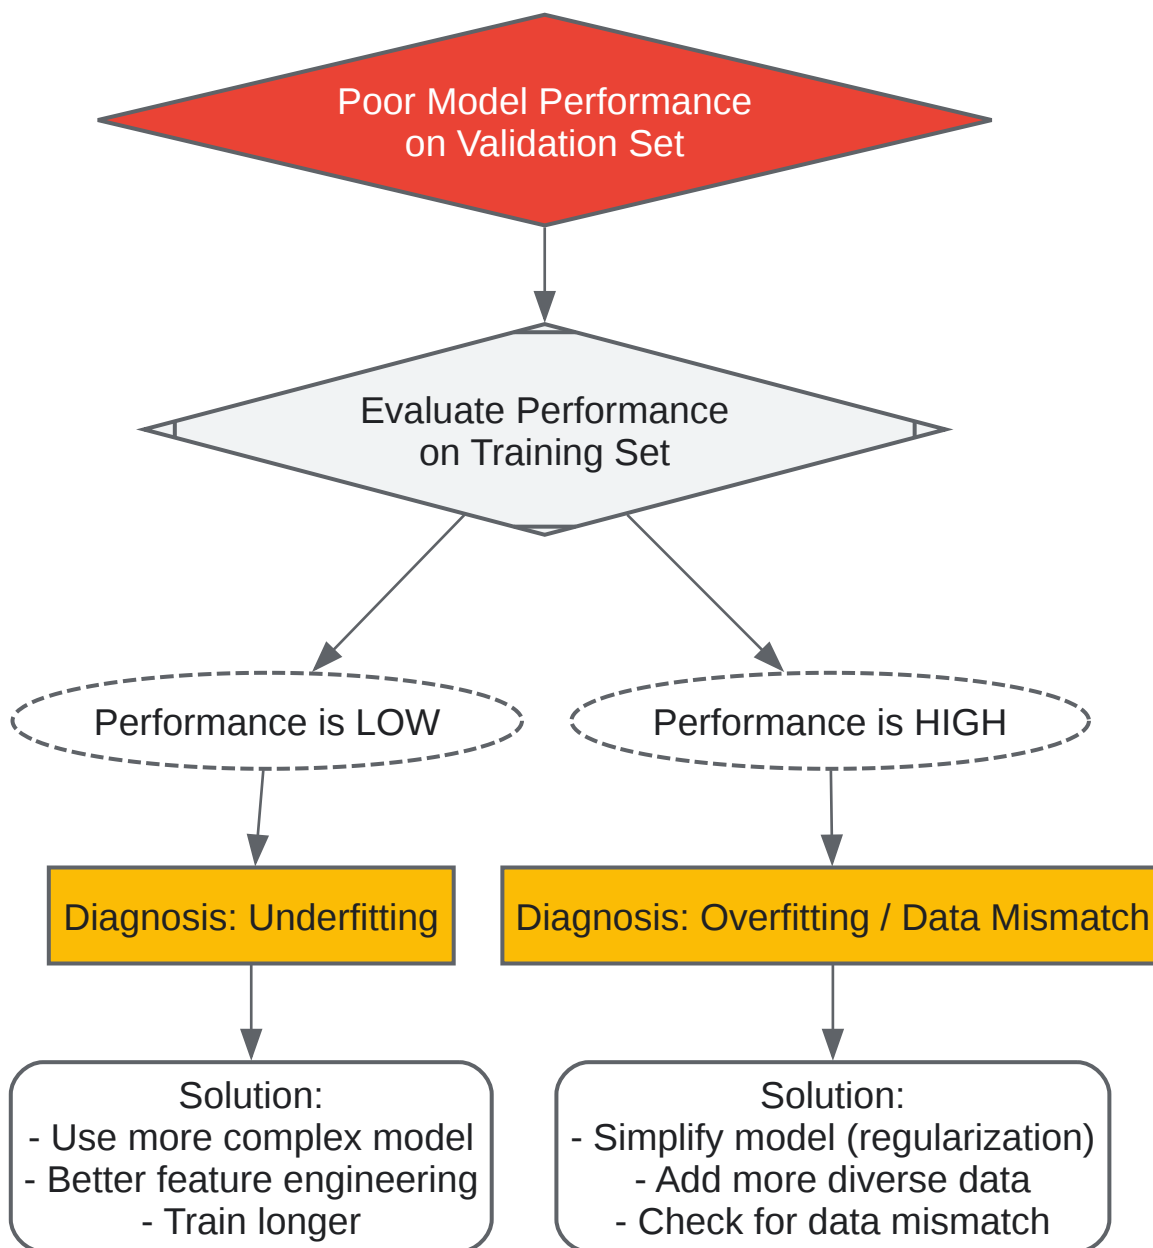 Poor Model Performance
on Validation Set
Evaluate Performance
on Training Set
Performance is LOW
Performance is HIGH
Diagnosis: Underfitting
Diagnosis: Overfitting / Data Mismatch
Solution:
- Use more complex model
- Better feature engineering
- Train longer
Solution:
- Simplify model (regularization)
- Add more diverse data
- Check for data mismatch